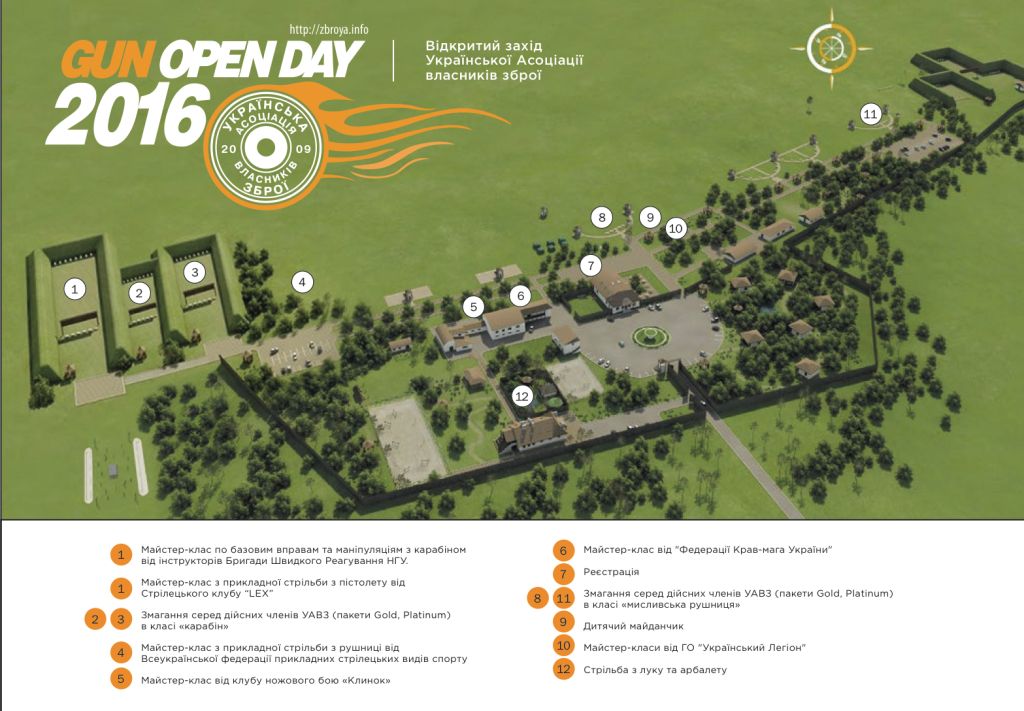 http://zbroya.info
GUN OPEN DAY
2016
Відкритий захід
Української Асоціації
власників зброї
УКРАЇНСЬКА
АСОЦІАЦІЯ
20 09
ВЛАСНИКІВ
ЗБРОЇ
11
8
9
10
7
3
1
2
4
5
6
12
1 Майстер-клас по базовим вправам та маніпуляціям з карабіном
від інструкторів Бригади Швидкого Реагування НГУ.
1 Майстер-клас з прикладної стрільби з пістолету від
Стрілецького клубу “LEX”
2 3 Змагання серед дійсних членів УАВЗ (пакети Gold, Platinum)
в класі «карабін»
4 Майстер-клас з прикладної стрільби з рушниці від
Всеукраїнської федерації прикладних стрілецьких видів спорту
5 Майстер-клас від клубу ножового бою «Клинок»
6 Майстер-клас від "Федерації Крав-мага України"
7 Реєстрація
8 11 Змагання серед дійсних членів УАВЗ (пакети Gold, Platinum)
в класі «мисливська рушниця»
9 Дитячий майданчик
10 Майстер-класи від ГО "Український Легіон"
12 Стрільба з луку та арбалету